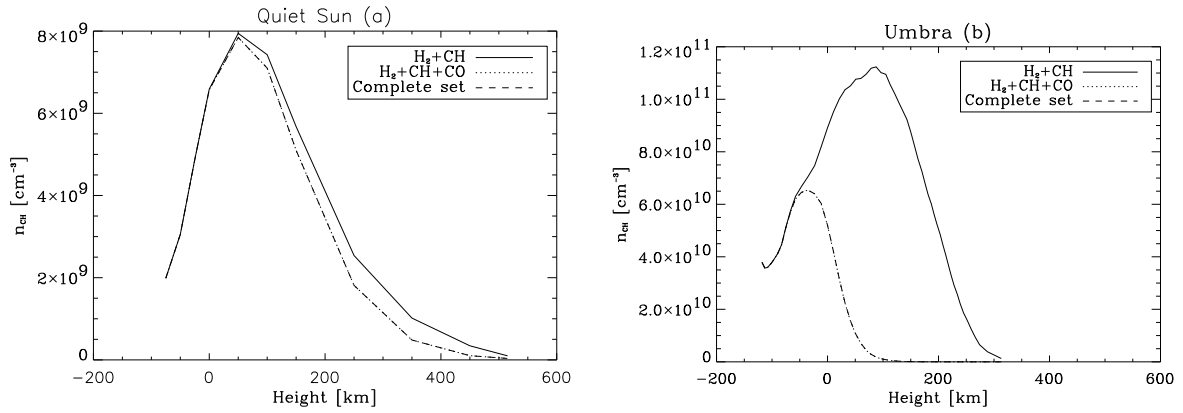 Quiet Sun (a)
8×10⁹
6×10⁹
4×10⁹
2×10⁹
0
n_CH [cm⁻³]
H₂+CH
H₂+CH+CO
Complete set
−200
0
200
400
600
Height [km]
Umbra (b)
1.2×10¹¹
1.0×10¹¹
8.0×10¹⁰
6.0×10¹⁰
4.0×10¹⁰
2.0×10¹⁰
0
n_CH [cm⁻³]
H₂+CH
H₂+CH+CO
Complete set
−200
0
200
400
600
Height [km]